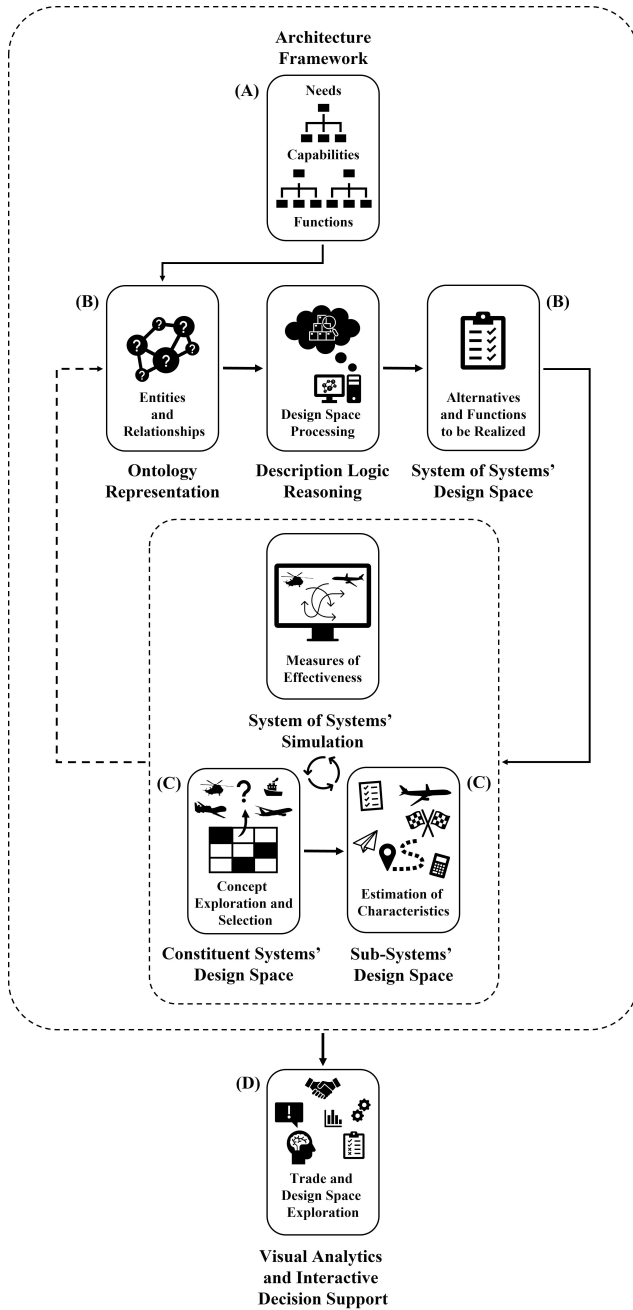 Architecture
Framework
(A)
Needs
Capabilities
Functions
(B)
(B)
Entities
and
Relationships
Design Space
Processing
Alternatives
and Functions
to be Realized
Ontology
Representation
Description Logic
Reasoning
System of Systems’
Design Space
Measures of
Effectiveness
System of Systems’
Simulation
(C)
(C)
Concept
Exploration and
Selection
Estimation of
Characteristics
Constituent Systems’
Design Space
Sub-Systems’
Design Space
(D)
Trade and
Design Space
Exploration
Visual Analytics
and Interactive
Decision Support